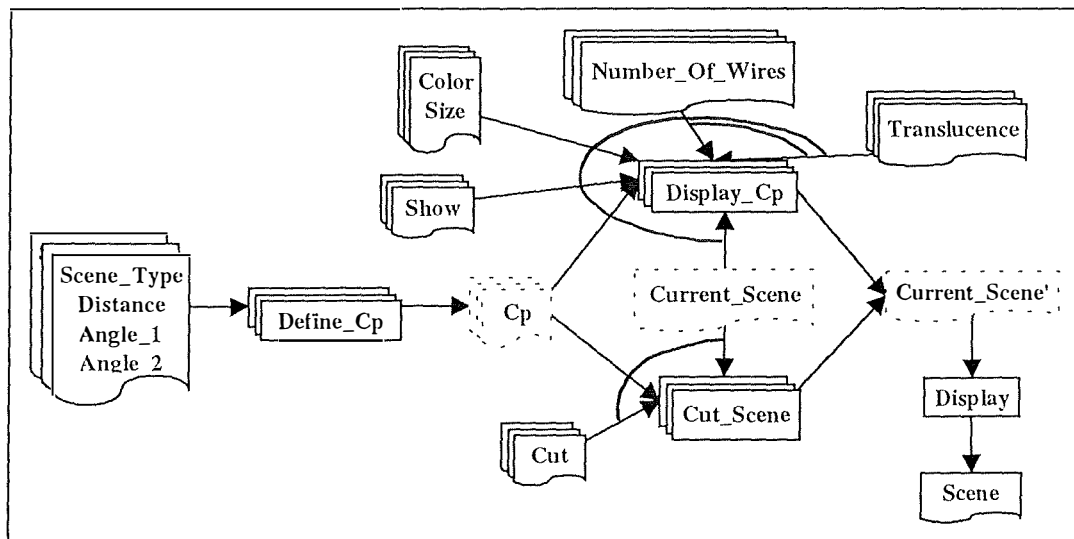 Color
Size
Number_Of_Wires
Translucence
Show
Display_Cp
Scene_Type
Distance
Angle_1
Angle_2
Define_Cp
Cp
Current_Scene
Current_Scene'
Cut_Scene
Display
Cut
Scene